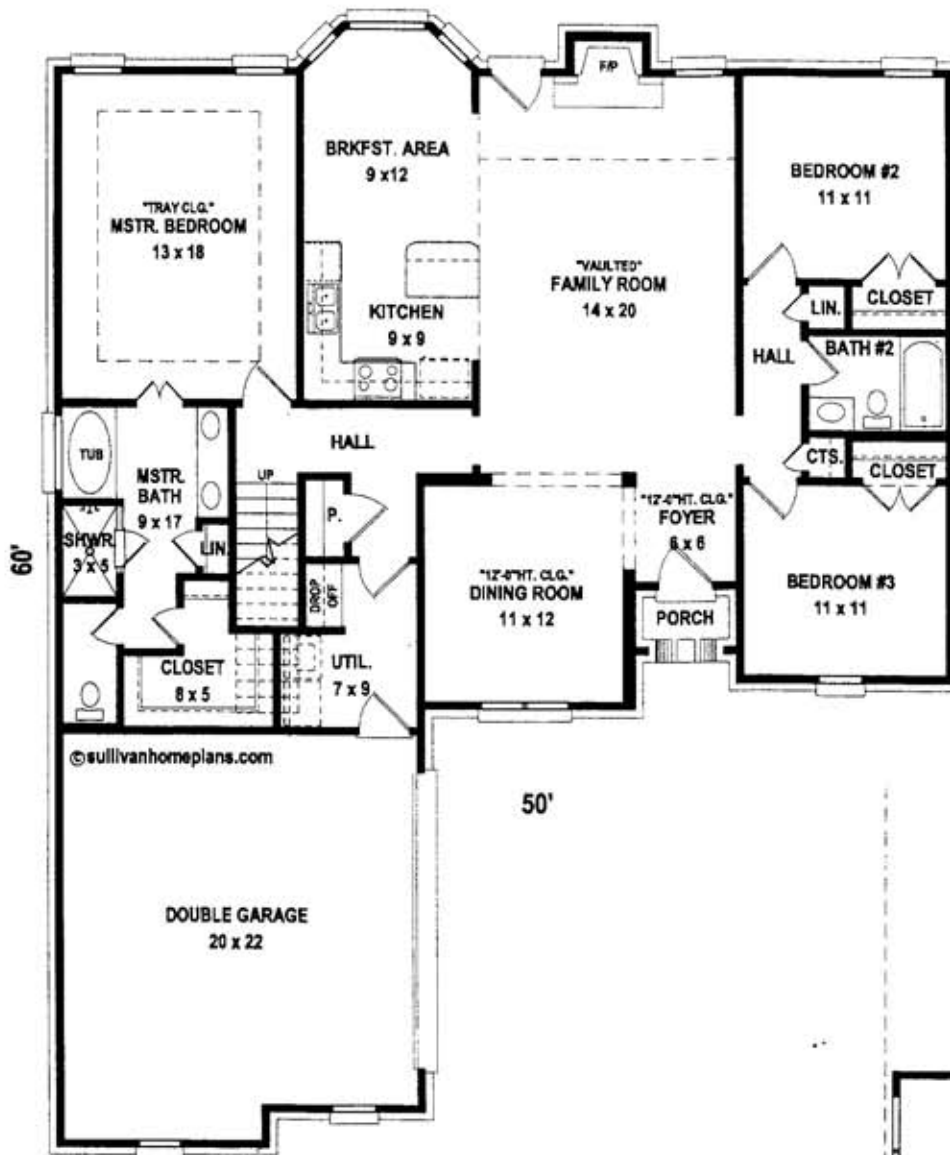 F/P
BRKFST. AREA
9 x12
"TRAY CLG."
MSTR. BEDROOM
13 x 18
BEDROOM #2
11 x 11
"VAULTED"
FAMILY ROOM
14 x 20
KITCHEN
9 x 9
LIN.
CLOSET
BATH #2
HALL
HALL
TUB
MSTR.
BATH
9 x 17
UP
CTS.
CLOSET
P.
"12'-0"HT. CLG."
FOYER
6 x 6
SHWR.
3 x 5
LIN.
60'
DROP
OFF
"12'-0"HT. CLG."
DINING ROOM
11 x 12
BEDROOM #3
11 x 11
PORCH
CLOSET
8 x 5
UTIL.
7 x 9
©sullivanhomeplans.com
50'
DOUBLE GARAGE
20 x 22